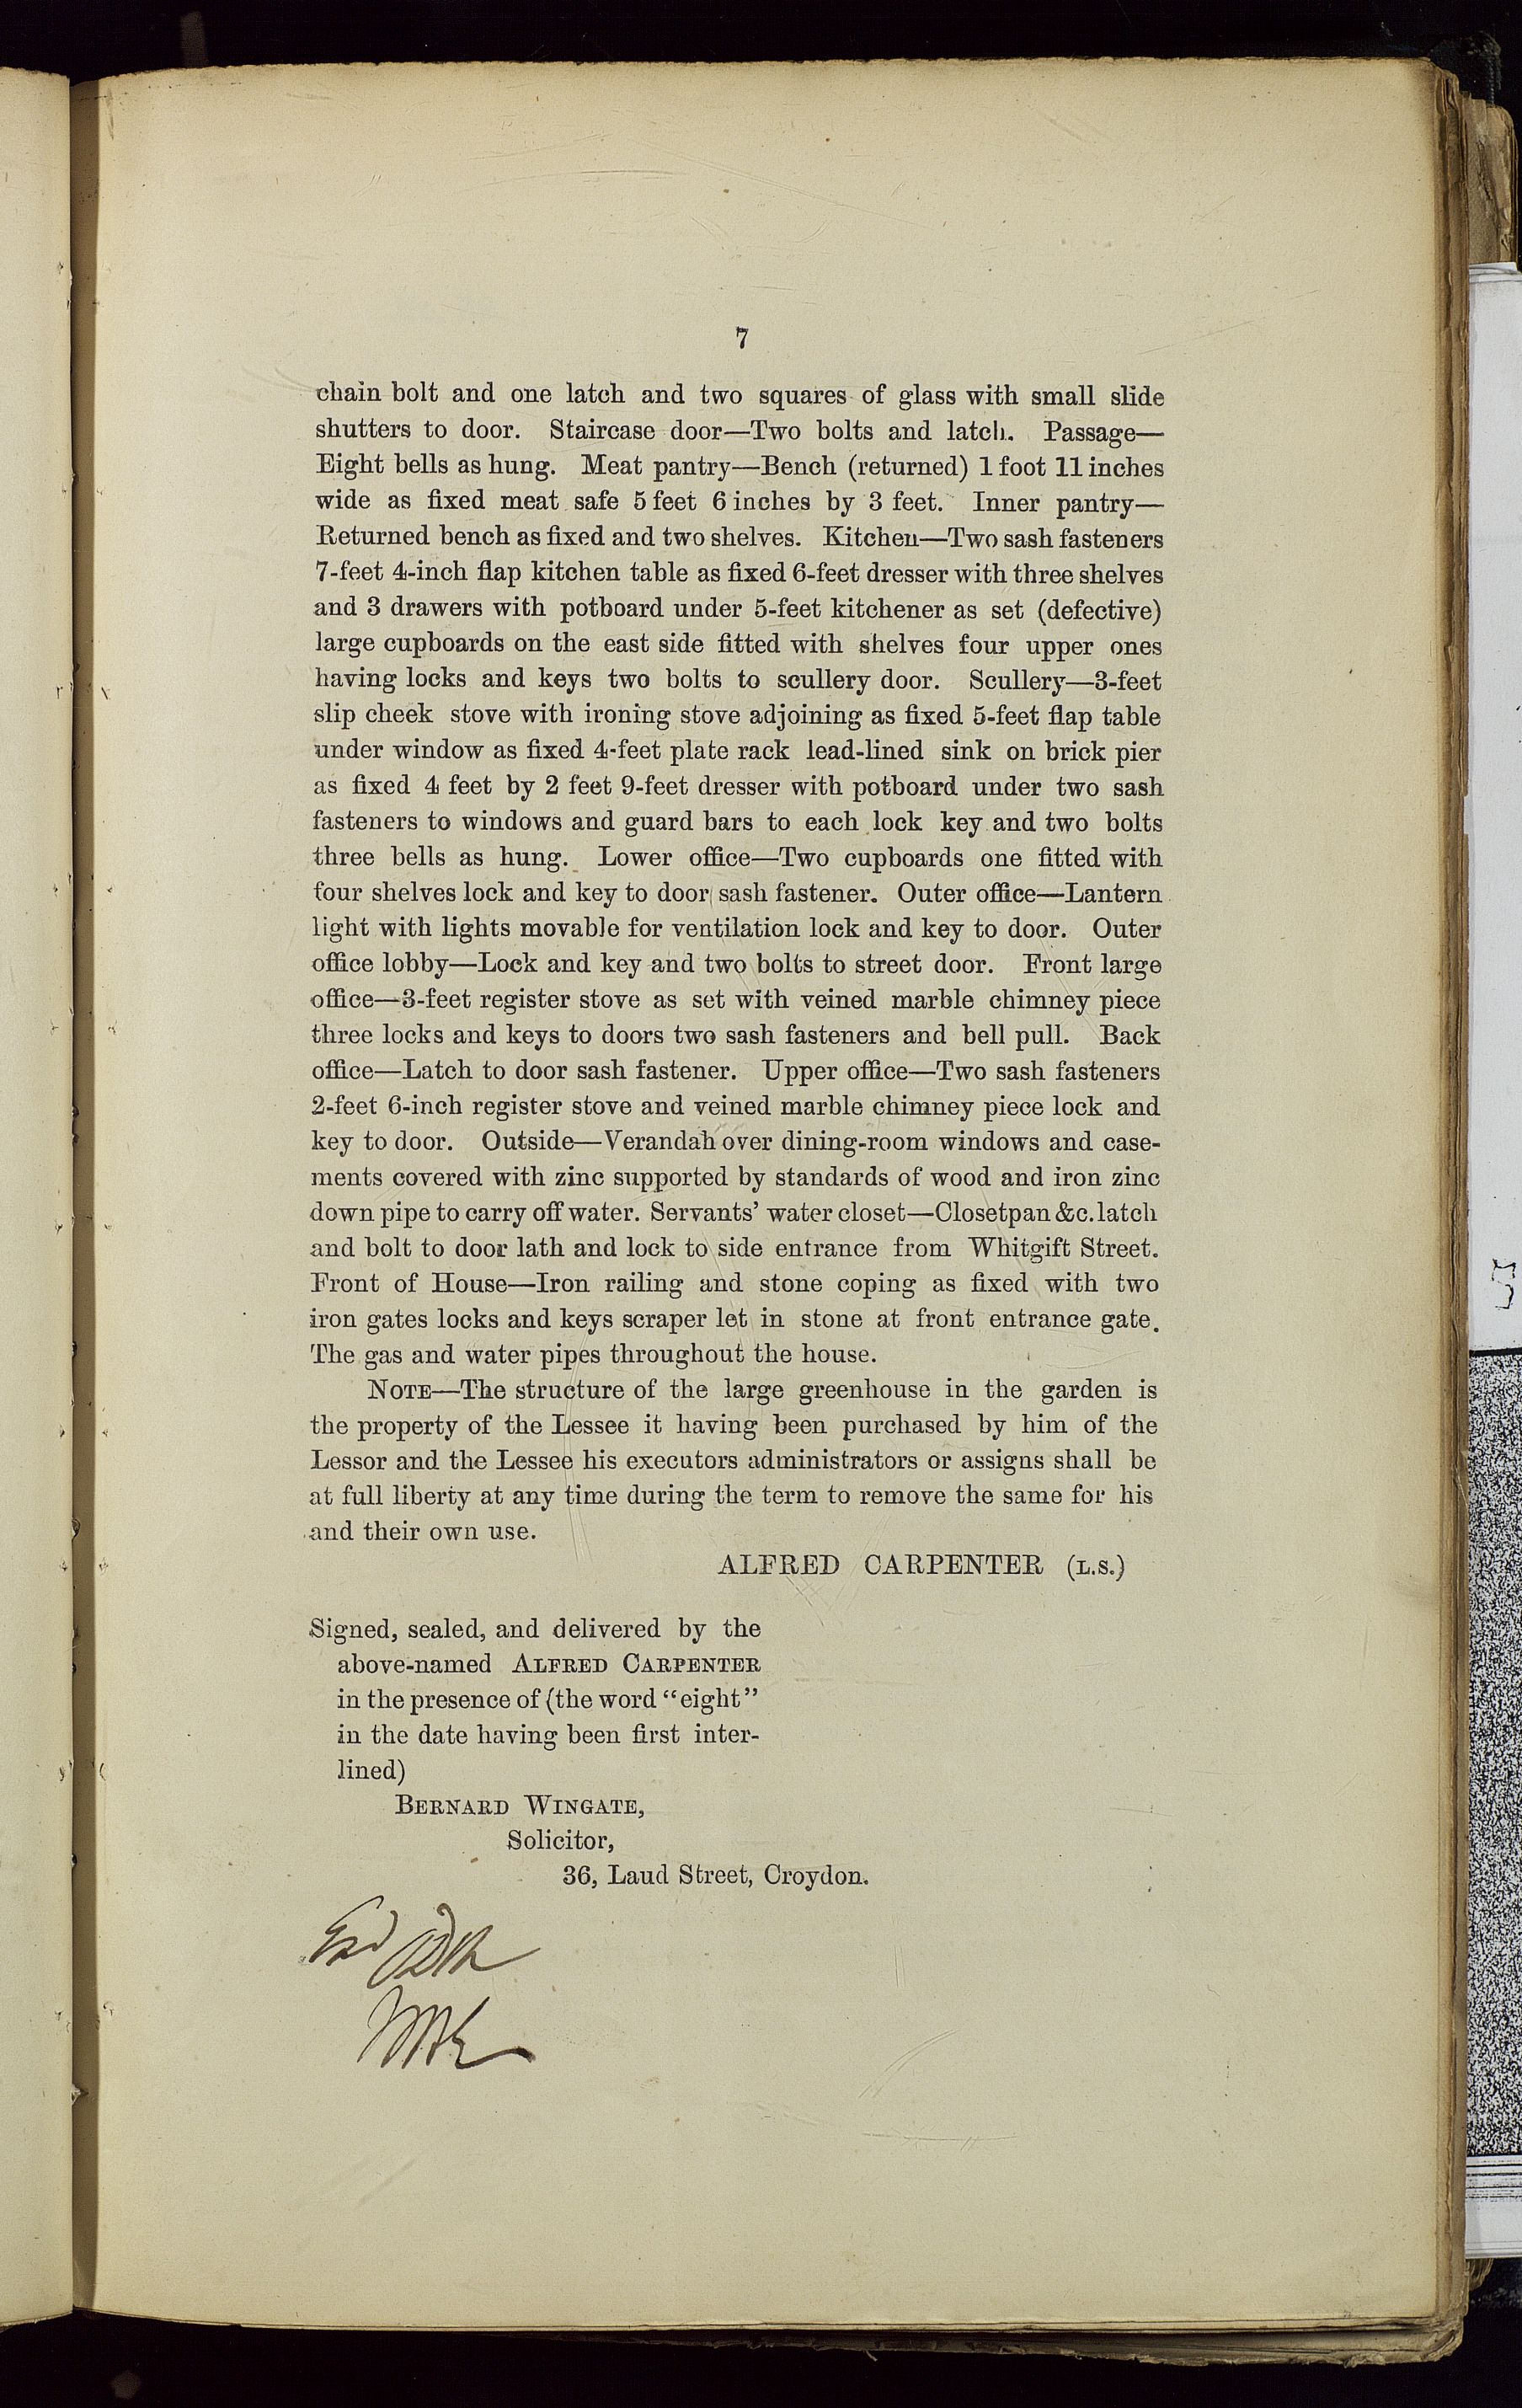 7
chain bolt and one latch and two squares of glass with small slide
shutters to door. Staircase door—Two bolts and latch. Passage—
Eight bells as hung. Meat pantry—Bench (returned) 1 foot 11 inches
wide as fixed meat safe 5 feet 6 inches by 3 feet. Inner pantry—
Returned bench as fixed and two shelves. Kitchen—Two sash fasteners
7-feet 4-inch flap kitchen table as fixed 6-feet dresser with three shelves
and 3 drawers with potboard under 5-feet kitchener as set (defective)
large cupboards on the east side fitted with shelves four upper ones
having locks and keys two bolts to scullery door. Scullery—3-feet
slip cheek stove with ironing stove adjoining as fixed 5-feet flap table
under window as fixed 4-feet plate rack lead-lined sink on brick pier
as fixed 4 feet by 2 feet 9-feet dresser with potboard under two sash
fasteners to windows and guard bars to each lock key and two bolts
three bells as hung. Lower office—Two cupboards one fitted with
four shelves lock and key to door sash fastener. Outer office—Lantern
light with lights movable for ventilation lock and key to door. Outer
office lobby—Lock and key and two bolts to street door. Front large
office—3-feet register stove as set with veined marble chimney piece
three locks and keys to doors two sash fasteners and bell pull. Back
office—Latch to door sash fastener. Upper office—Two sash fasteners
2-feet 6-inch register stove and veined marble chimney piece lock and
key to door. Outside—Verandah over dining-room windows and case-
ments covered with zinc supported by standards of wood and iron zinc
down pipe to carry off water. Servants' water closet—Closetpan &c. latch
and bolt to door lath and lock to side entrance from Whitgift Street.
Front of House—Iron railing and stone coping as fixed with two
iron gates locks and keys scraper let in stone at front entrance gate.
The gas and water pipes throughout the house.
NOTE—The structure of the large greenhouse in the garden is
the property of the Lessee it having been purchased by him of the
Lessor and the Lessee his executors administrators or assigns shall be
at full liberty at any time during the term to remove the same for his
and their own use.
ALFRED CARPENTER (L.S.)
Signed, sealed, and delivered by the
above-named ALFRED CARPENTER
in the presence of (the word "eight"
in the date having been first inter-
lined)
BERNARD WINGATE,
Solicitor,
36, Laud Street, Croydon.